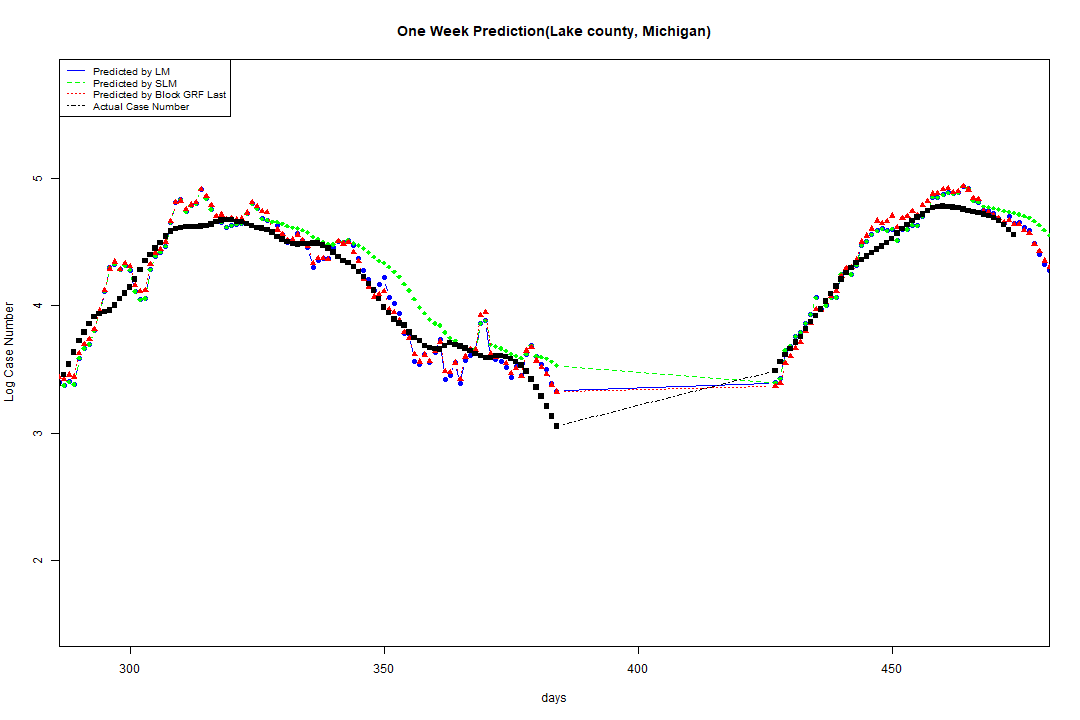 One Week Prediction(Lake county, Michigan)
Predicted by LM
Predicted by SLM
Predicted by Block GRF Last
Actual Case Number
Log Case Number
5
4
3
2
300 350 400 450
days